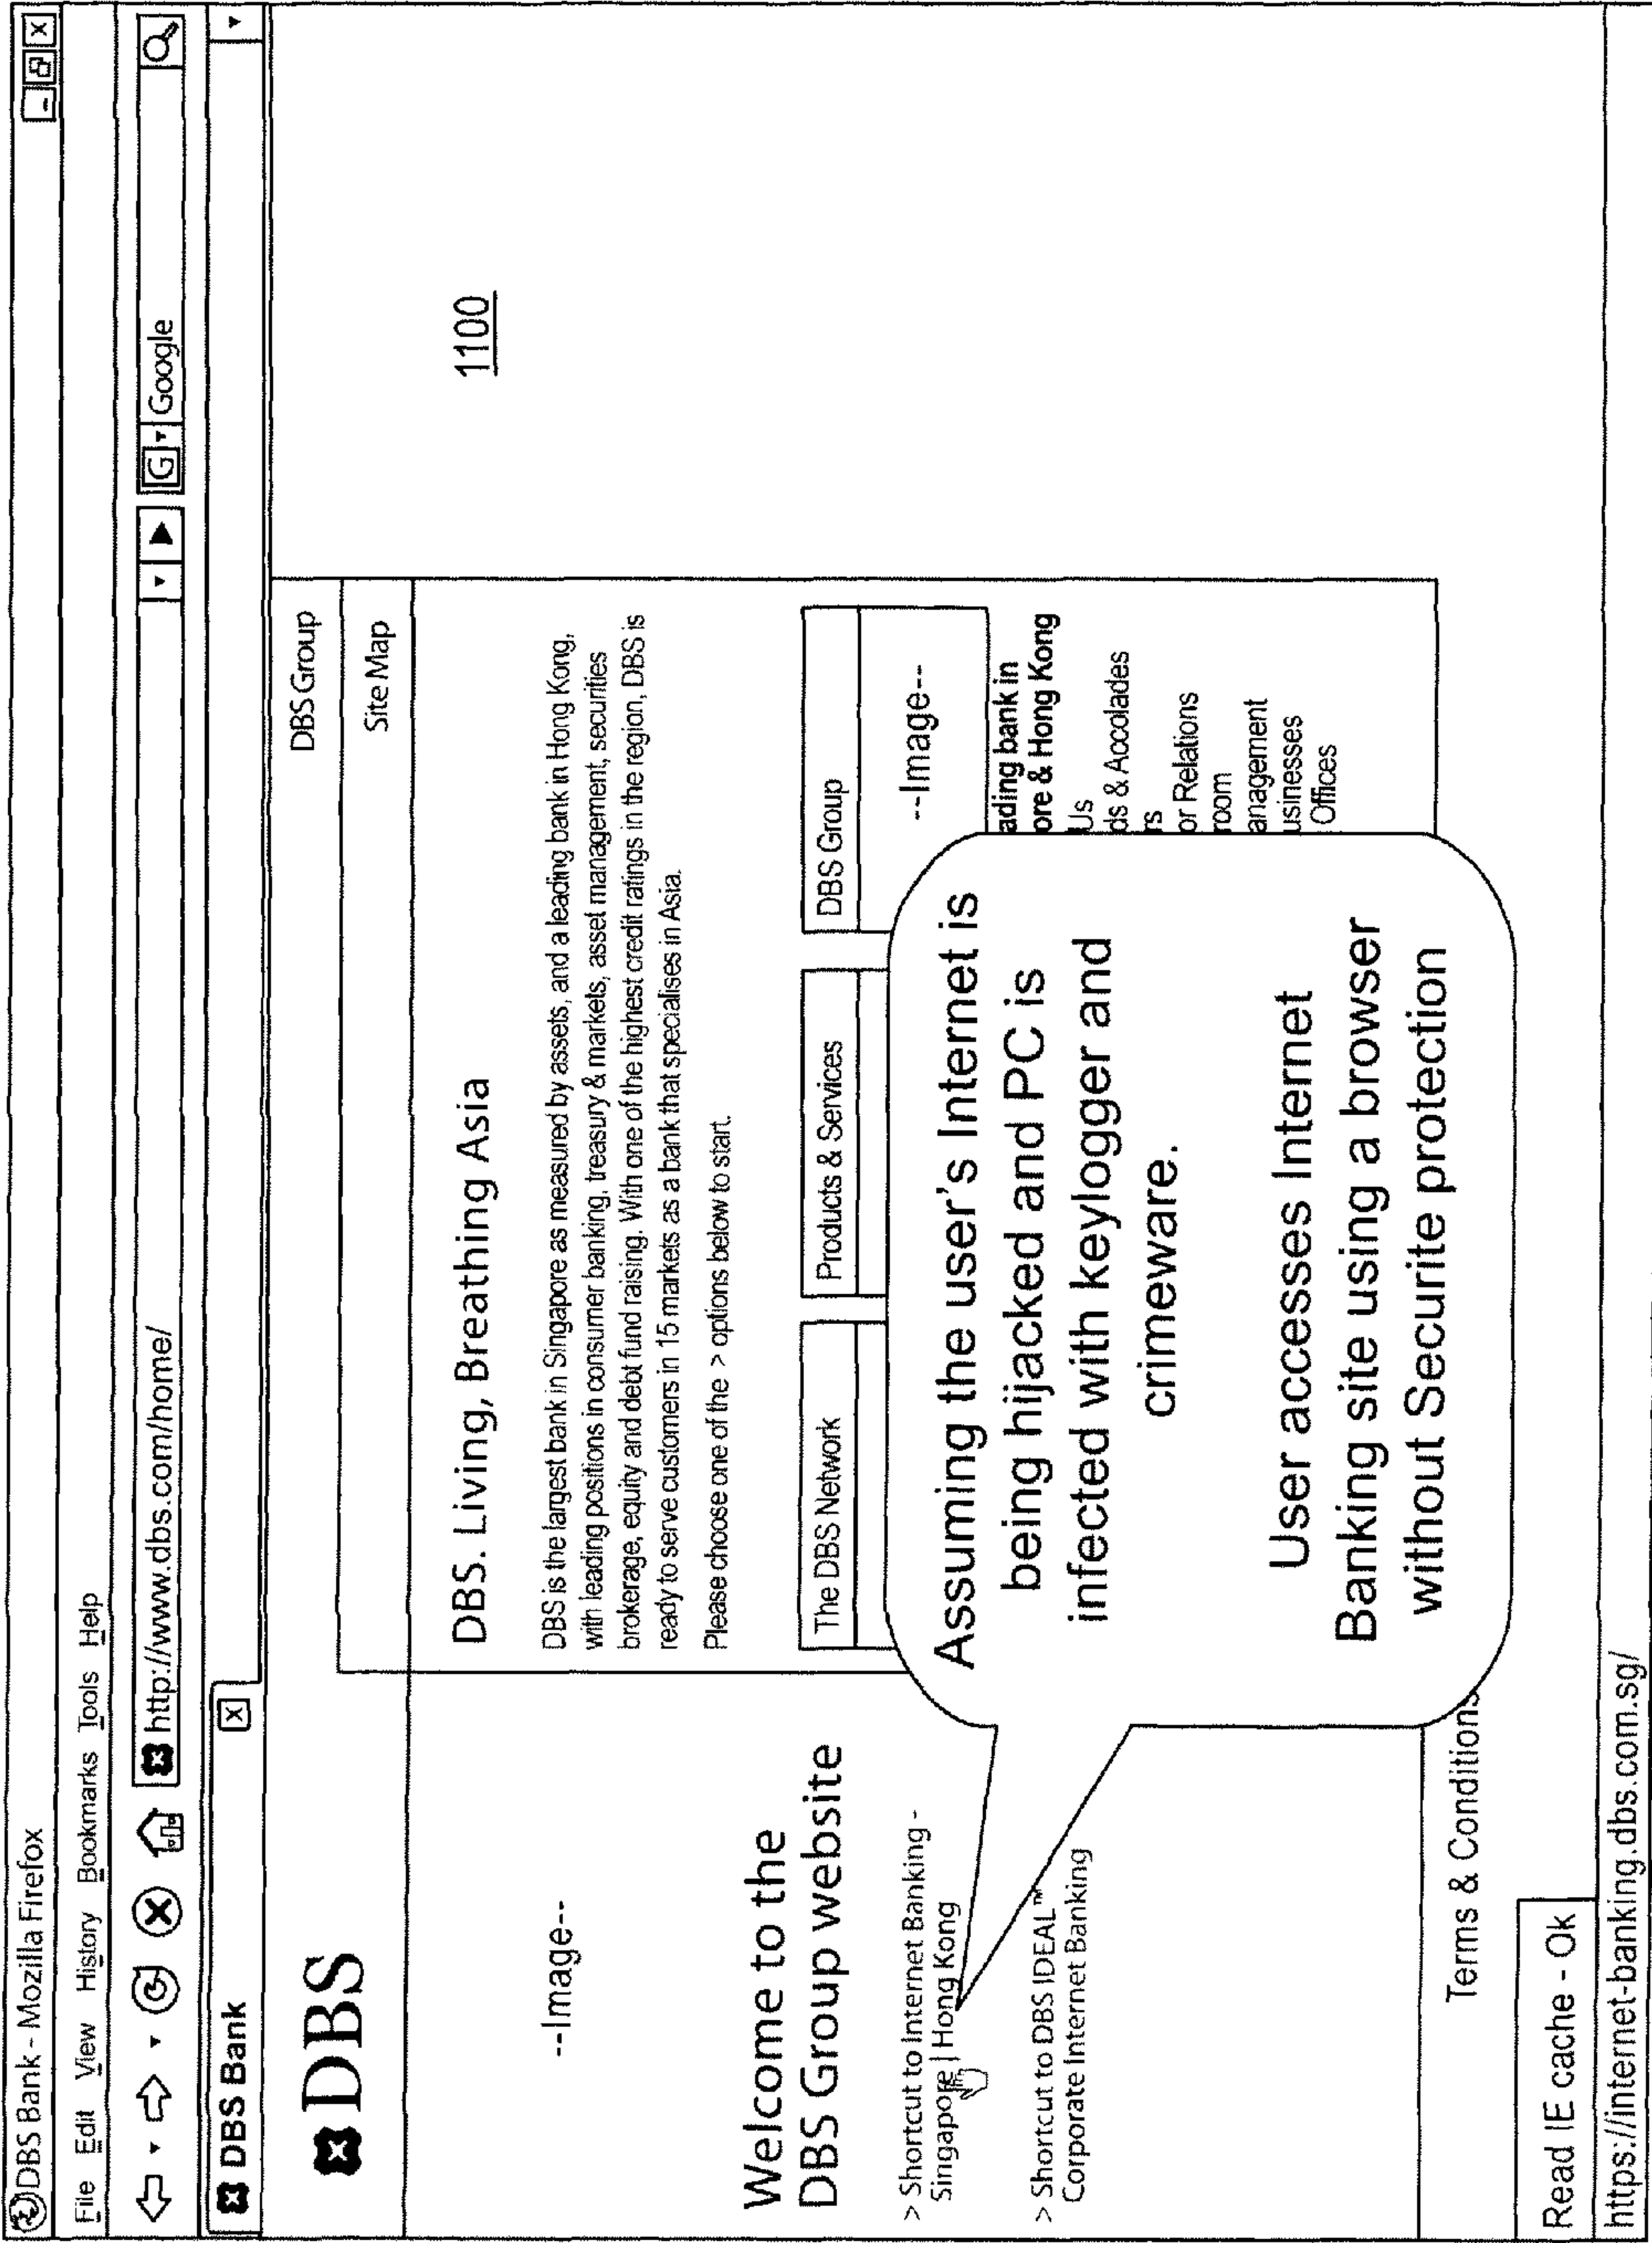 DBS Bank - Mozilla Firefox
File Edit View History Bookmarks Tools Help
http://www.dbs.com/home/
G Google
DBS Bank
DBS
DBS Group
Site Map
--Image--
Welcome to the
DBS Group website
> Shortcut to Internet Banking -
Singapore | Hong Kong
> Shortcut to DBS IDEAL™
Corporate Internet Banking
DBS. Living, Breathing Asia
DBS is the largest bank in Singapore as measured by assets, and a leading bank in Hong Kong,
with leading positions in consumer banking, treasury & markets, asset management, securities
brokerage, equity and debt fund raising. With one of the highest credit ratings in the region, DBS is
ready to serve customers in 15 markets as a bank that specialises in Asia.
Please choose one of the > options below to start.
The DBS Network
Products & Services
DBS Group
--Image--
ading bank in
ore & Hong Kong
Us
ds & Accolades
rs
or Relations
room
anagement
usinesses
Offices
Assuming the user's Internet is
being hijacked and PC is
infected with keylogger and
crimeware.
User accesses Internet
Banking site using a browser
without Securite protection
1100
Terms & Conditions
Read IE cache - Ok
https://internet-banking.dbs.com.sg/